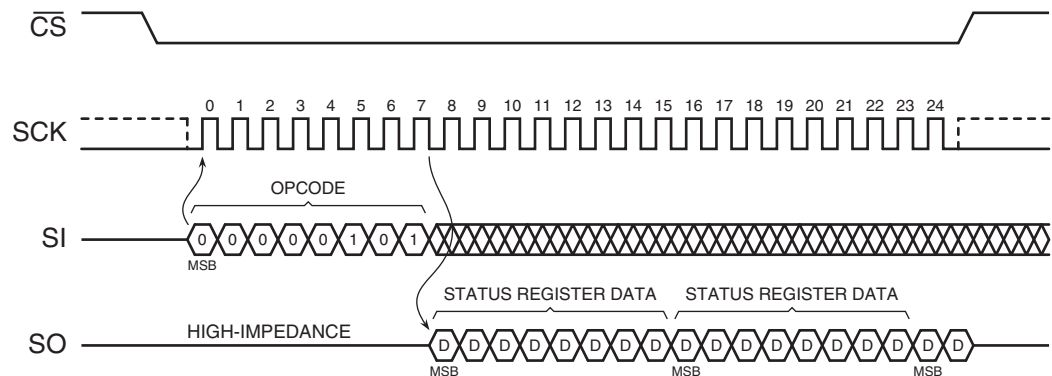 CS
0 1 2 3 4 5 6 7 8 9 10 11 12 13 14 15 16 17 18 19 20 21 22 23 24
SCK
OPCODE
SI 0 0 0 0 0 1 0 1
MSB
STATUS REGISTER DATA STATUS REGISTER DATA
HIGH-IMPEDANCE
SO D D D D D D D D D D D D D D D D D D
MSB MSB MSB